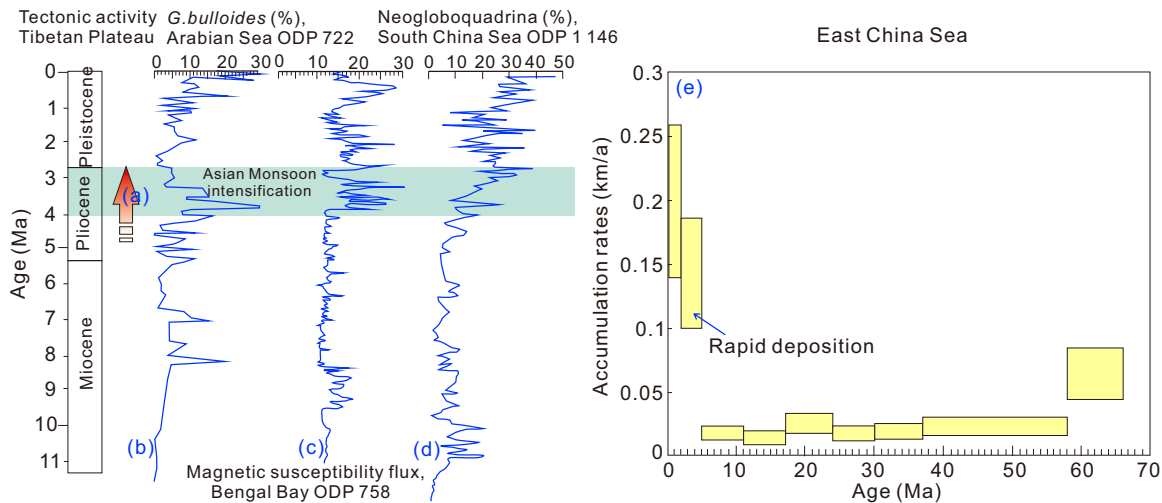 Tectonic activity
Tibetan Plateau
G.bulloides (%),
Arabian Sea ODP 722
Neogloboquadrina (%),
South China Sea ODP 1 146
0 10 20 30
0 10 20 30
0 10 20 30 40 50
Age (Ma)
0
1
2
3
4
5
6
7
8
9
10
11
Pleistocene
Pliocene
Miocene
Asian Monsoon
intensification
(a)
(b)
(c)
(d)
Magnetic susceptibility flux,
Bengal Bay ODP 758
East China Sea
(e)
Accumulation rates (km/a)
0.3
0.25
0.2
0.15
0.1
0.05
0
Rapid deposition
0 10 20 30 40 50 60 70
Age (Ma)